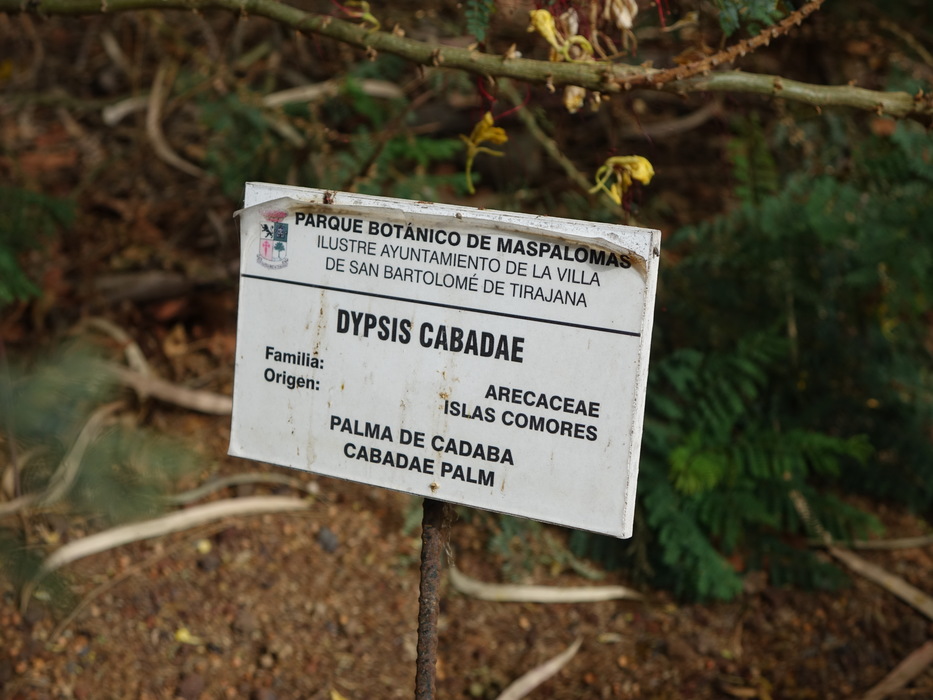 PARQUE BOTÁNICO DE MASPALOMAS
ILUSTRE AYUNTAMIENTO DE LA VILLA
DE SAN BARTOLOMÉ DE TIRAJANA
DYPSIS CABADAE
Familia:
ARECACEAE
Origen:
ISLAS COMORES
PALMA DE CADABA
CABADAE PALM